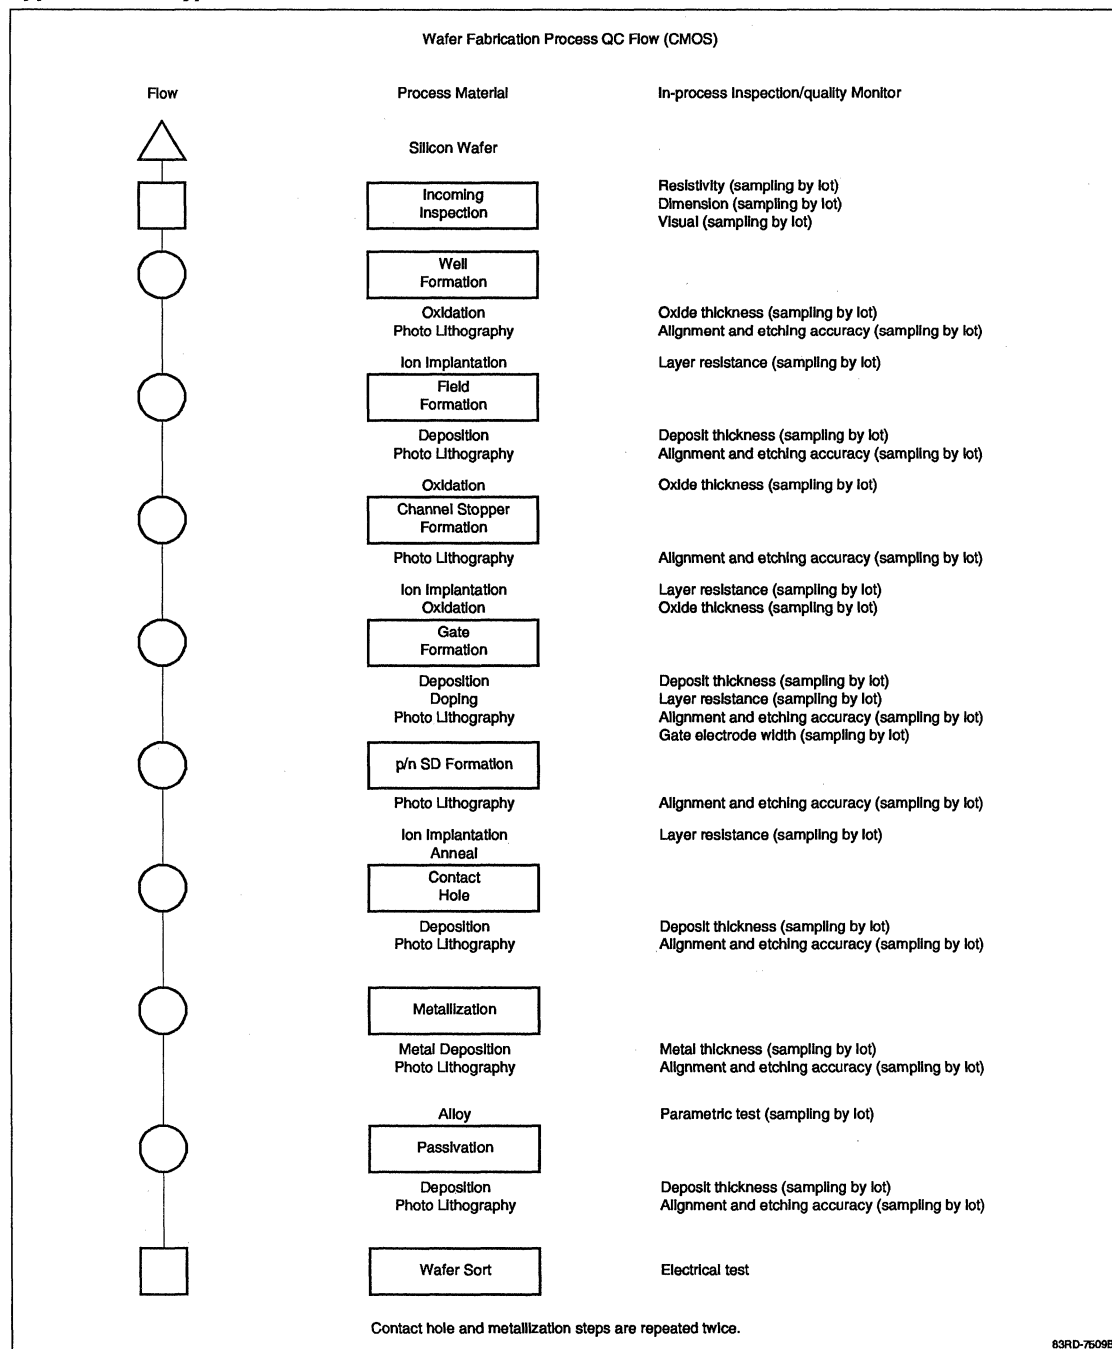 Wafer Fabrication Process QC Flow (CMOS)
Flow Process Material In-process Inspection/quality Monitor
Silicon Wafer
Incoming
Inspection
Resistivity (sampling by lot)
Dimension (sampling by lot)
Visual (sampling by lot)
Well
Formation
Oxidation Oxide thickness (sampling by lot)
Photo Lithography Alignment and etching accuracy (sampling by lot)
Ion Implantation Layer resistance (sampling by lot)
Field
Formation
Deposition Deposit thickness (sampling by lot)
Photo Lithography Alignment and etching accuracy (sampling by lot)
Oxidation Oxide thickness (sampling by lot)
Channel Stopper
Formation
Photo Lithography Alignment and etching accuracy (sampling by lot)
Ion Implantation Layer resistance (sampling by lot)
Oxidation Oxide thickness (sampling by lot)
Gate
Formation
Deposition Deposit thickness (sampling by lot)
Doping Layer resistance (sampling by lot)
Photo Lithography Alignment and etching accuracy (sampling by lot)
Gate electrode width (sampling by lot)
p/n SD Formation
Photo Lithography Alignment and etching accuracy (sampling by lot)
Ion Implantation Layer resistance (sampling by lot)
Anneal
Contact
Hole
Deposition Deposit thickness (sampling by lot)
Photo Lithography Alignment and etching accuracy (sampling by lot)
Metallization
Metal Deposition Metal thickness (sampling by lot)
Photo Lithography Alignment and etching accuracy (sampling by lot)
Alloy Parametric test (sampling by lot)
Passivation
Deposition Deposit thickness (sampling by lot)
Photo Lithography Alignment and etching accuracy (sampling by lot)
Wafer Sort Electrical test
Contact hole and metallization steps are repeated twice.
83RD-7509B